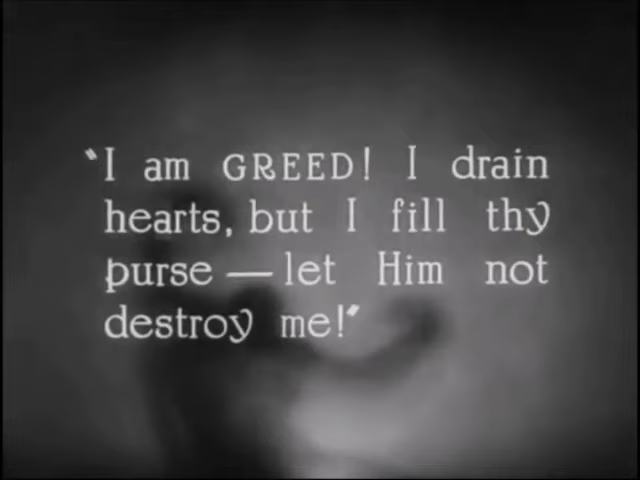 "I am GREED! I drain
hearts, but I fill thy
purse — let Him not
destroy me!"